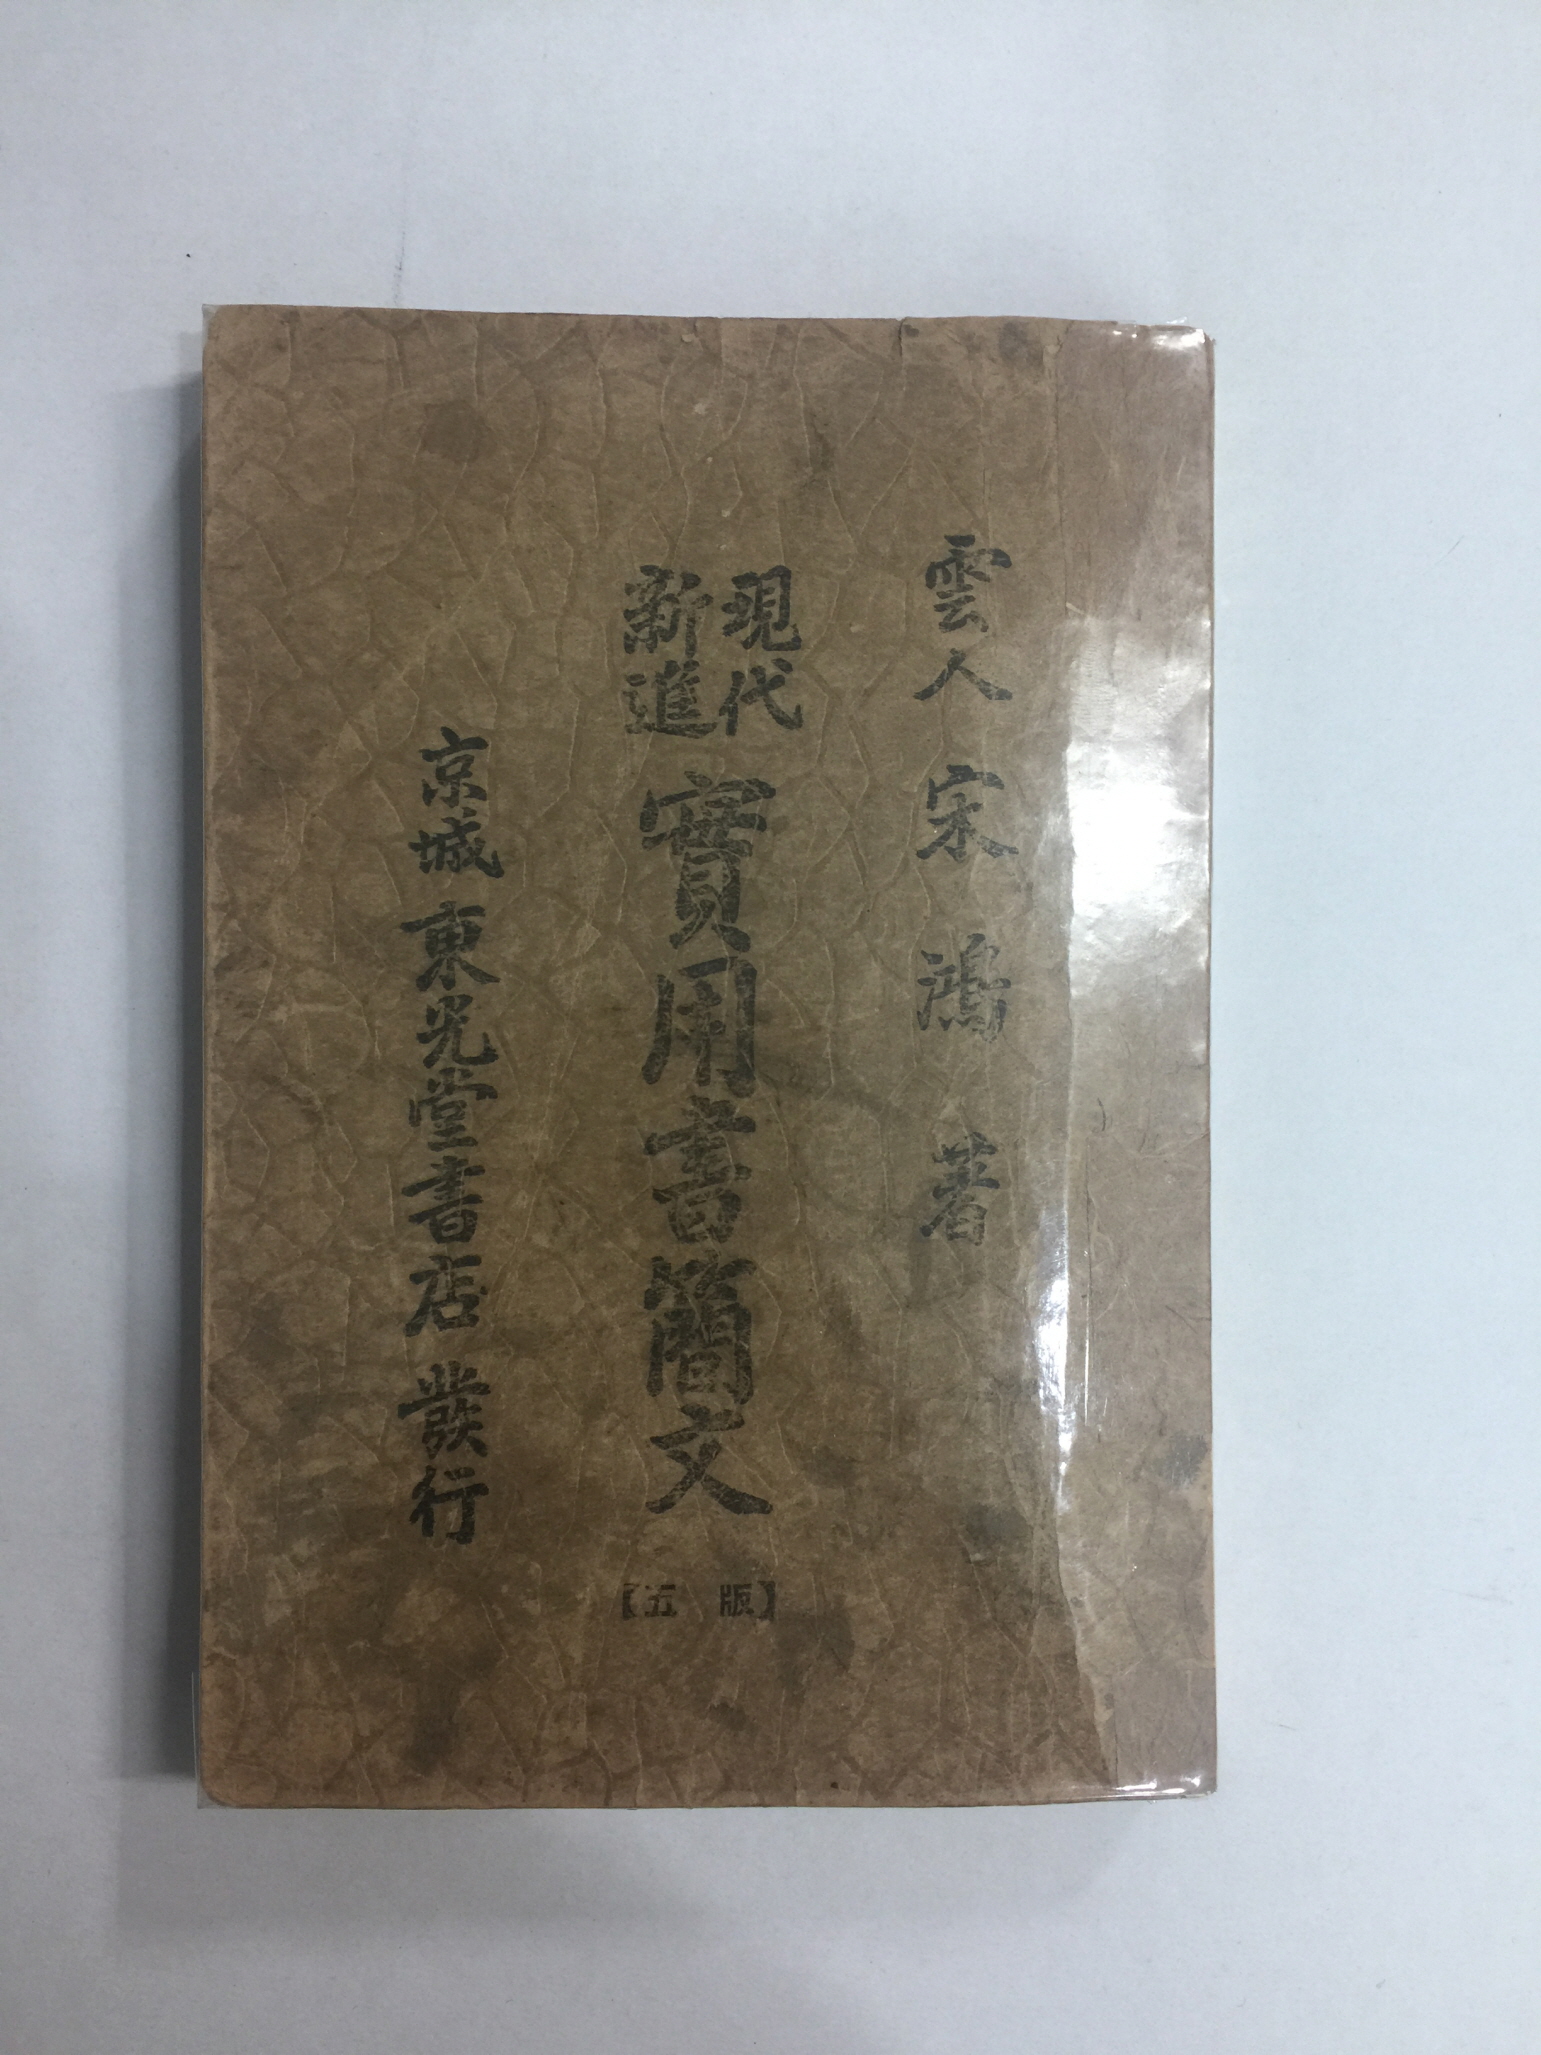 雲人 宋鴻 著
現代
新進
實用書簡文
【五 版】
京城 東光堂書店 發行